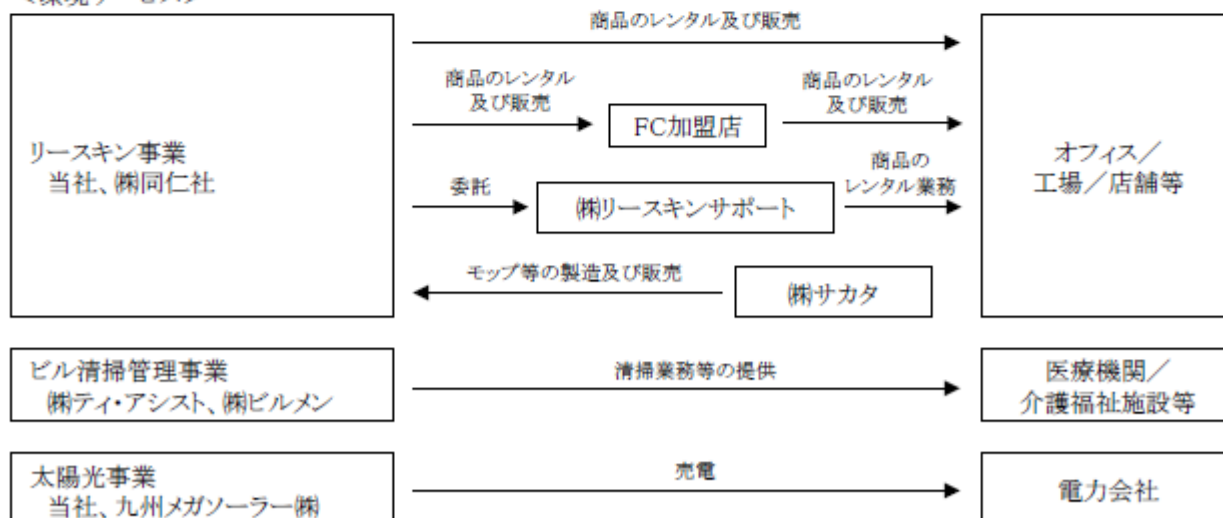 商品のレンタル及び販売
商品のレンタル
及び販売
商品のレンタル
及び販売
FC加盟店
リースキン事業
当社、㈱同仁社
オフィス／
工場／店舗等
商品の
レンタル業務
委託
㈱リースキンサポート
モップ等の製造及び販売
㈱サカタ
ビル清掃管理事業
㈱ティ・アシスト、㈱ビルメン
清掃業務等の提供
医療機関／
介護福祉施設等
太陽光事業
当社、九州メガソーラー㈱
売電
電力会社